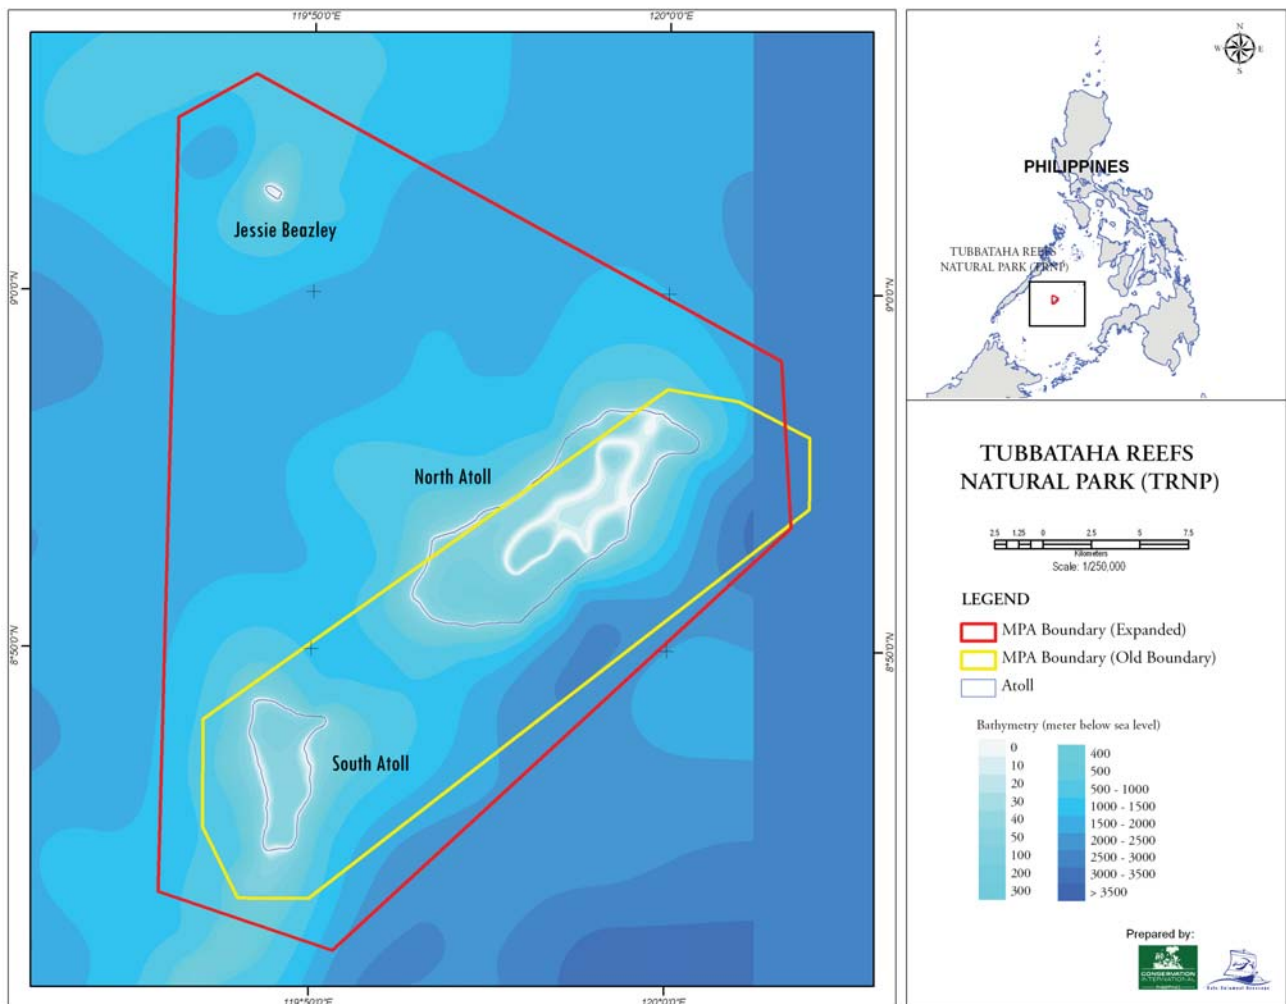 119°50'0"E
120°0'0"E
Jessie Beazley
9°0'0"N
9°0'0"N
North Atoll
8°50'0"N
8°50'0"N
South Atoll
119°50'0"E
120°0'0"E
N
W
E
S
PHILIPPINES
TUBBATAHA REEFS
NATURAL PARK (TRNP)
TUBBATAHA REEFS
NATURAL PARK (TRNP)
2.5 1.25 0 2.5 5 7.5
Kilometers
Scale: 1/250,000
LEGEND
MPA Boundary (Expanded)
MPA Boundary (Old Boundary)
Atoll
Bathymetry (meter below sea level)
0
10
20
30
40
50
100
300
400
500
500 - 1000
1000 - 1500
1500 - 2000
2000 - 2500
2500 - 3000
3000 - 3500
> 3500
Prepared by:
CONSERVATION
INTERNATIONAL